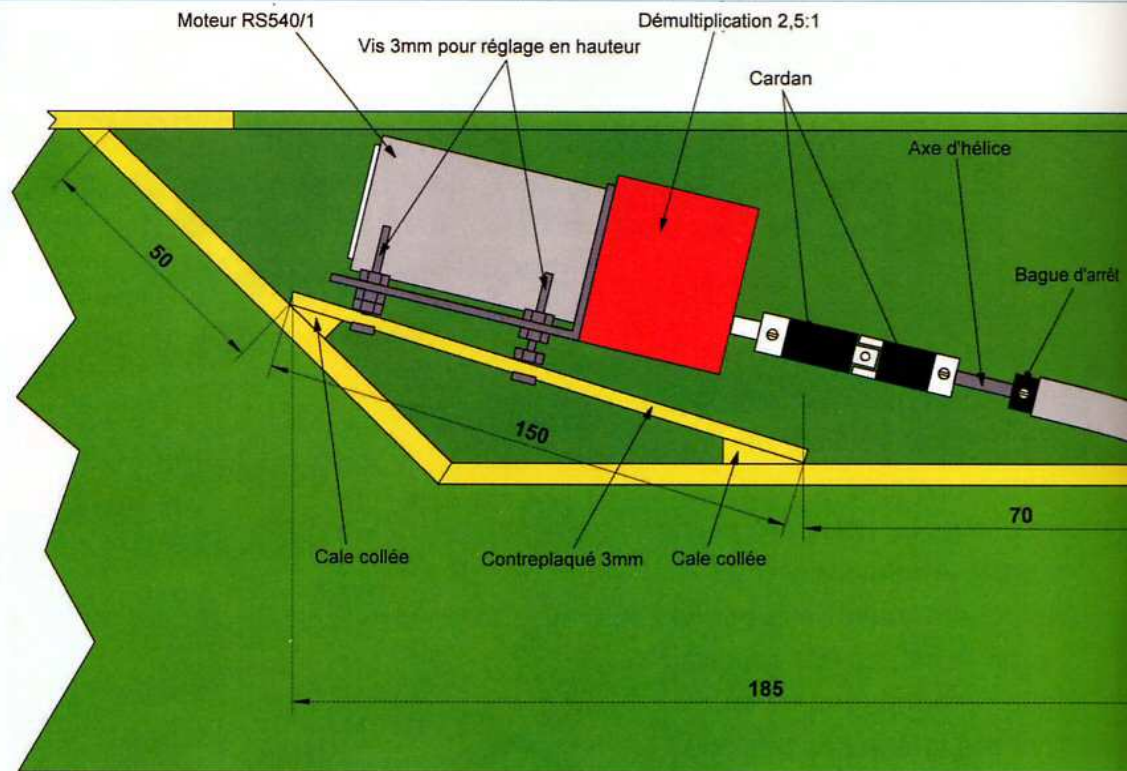 Moteur RS540/1
Démultiplication 2,5:1
Vis 3mm pour réglage en hauteur
Cardan
Axe d'hélice
Bague d'arrêt
50
150
70
Cale collée
Contreplaqué 3mm
Cale collée
185